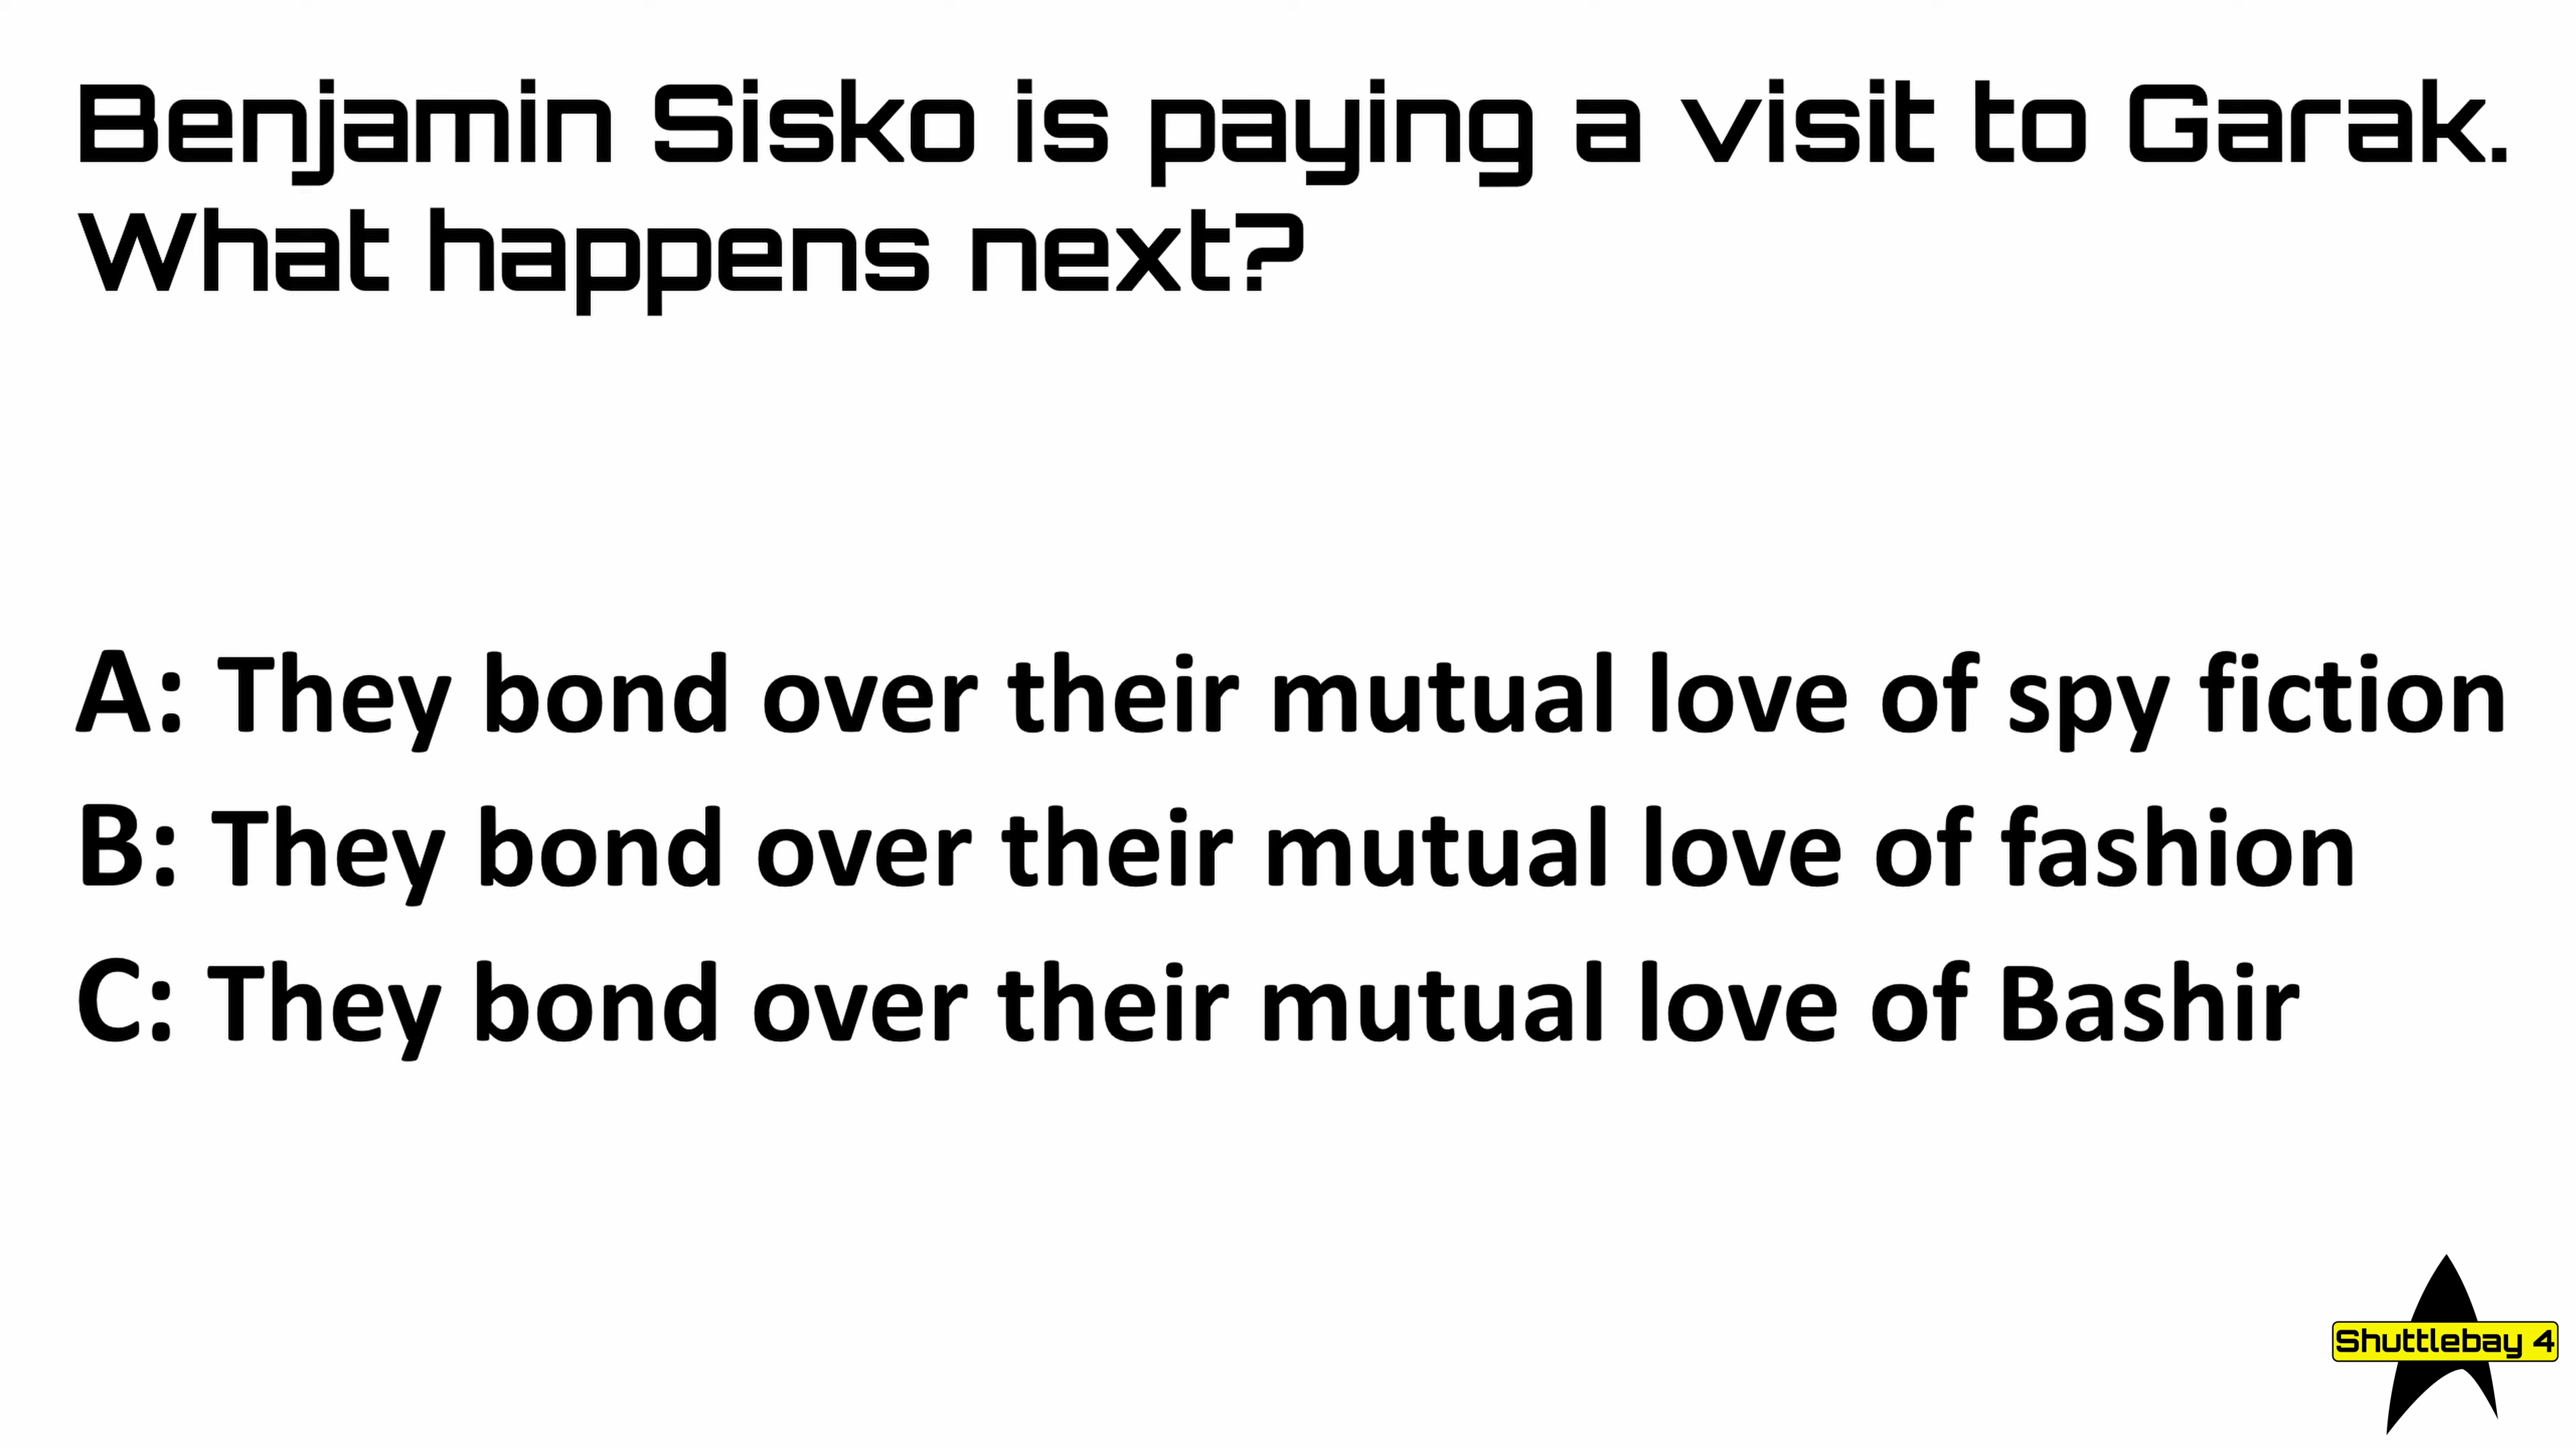 Benjamin Sisko is paying a visit to Garak.
What happens next?
A: They bond over their mutual love of spy fiction
B: They bond over their mutual love of fashion
C: They bond over their mutual love of Bashir
Shuttlebay 4